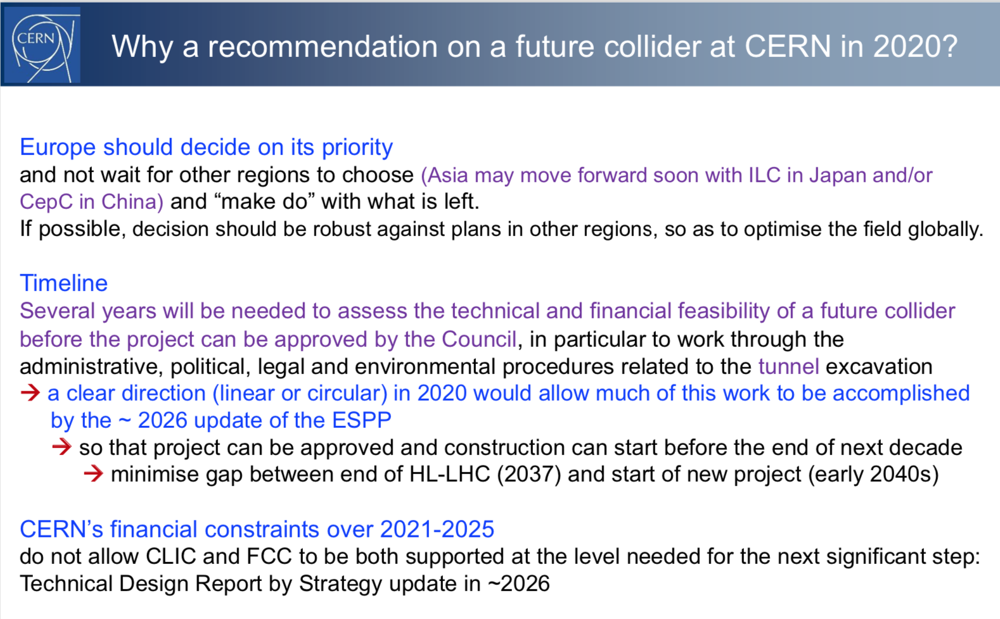 CERN
Why a recommendation on a future collider at CERN in 2020?
Europe should decide on its priority
and not wait for other regions to choose (Asia may move forward soon with ILC in Japan and/or
CepC in China) and “make do” with what is left.
If possible, decision should be robust against plans in other regions, so as to optimise the field globally.
Timeline
Several years will be needed to assess the technical and financial feasibility of a future collider
before the project can be approved by the Council, in particular to work through the
administrative, political, legal and environmental procedures related to the tunnel excavation
→ a clear direction (linear or circular) in 2020 would allow much of this work to be accomplished
by the ~ 2026 update of the ESPP
→ so that project can be approved and construction can start before the end of next decade
→ minimise gap between end of HL-LHC (2037) and start of new project (early 2040s)
CERN’s financial constraints over 2021-2025
do not allow CLIC and FCC to be both supported at the level needed for the next significant step:
Technical Design Report by Strategy update in ~2026